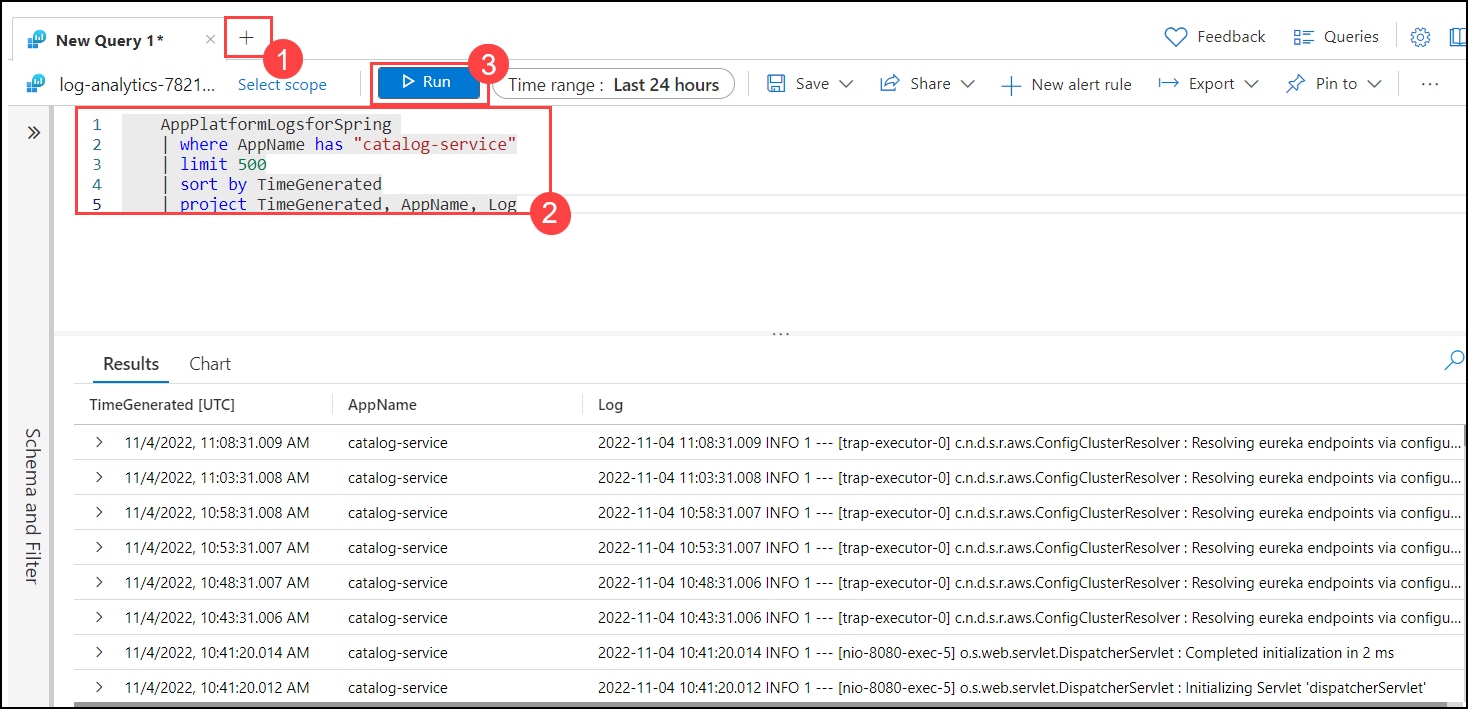 New Query 1*
×
+
1
Feedback
Queries
log-analytics-7821...
Select scope
Run
3
Time range : Last 24 hours
Save
Share
New alert rule
Export
Pin to
...
1 AppPlatformLogsforSpring
2 | where AppName has "catalog-service"
3 | limit 500
4 | sort by TimeGenerated
5 | project TimeGenerated, AppName, Log
2
...
Schema and Filter
Results Chart
TimeGenerated [UTC] AppName Log
11/4/2022, 11:08:31.009 AM catalog-service 2022-11-04 11:08:31.009 INFO 1 --- [trap-executor-0] c.n.d.s.r.aws.ConfigClusterResolver : Resolving eureka endpoints via configu...
11/4/2022, 11:03:31.008 AM catalog-service 2022-11-04 11:03:31.008 INFO 1 --- [trap-executor-0] c.n.d.s.r.aws.ConfigClusterResolver : Resolving eureka endpoints via configu...
11/4/2022, 10:58:31.008 AM catalog-service 2022-11-04 10:58:31.007 INFO 1 --- [trap-executor-0] c.n.d.s.r.aws.ConfigClusterResolver : Resolving eureka endpoints via configu...
11/4/2022, 10:53:31.007 AM catalog-service 2022-11-04 10:53:31.007 INFO 1 --- [trap-executor-0] c.n.d.s.r.aws.ConfigClusterResolver : Resolving eureka endpoints via configu...
11/4/2022, 10:48:31.007 AM catalog-service 2022-11-04 10:48:31.006 INFO 1 --- [trap-executor-0] c.n.d.s.r.aws.ConfigClusterResolver : Resolving eureka endpoints via configu...
11/4/2022, 10:43:31.006 AM catalog-service 2022-11-04 10:43:31.006 INFO 1 --- [trap-executor-0] c.n.d.s.r.aws.ConfigClusterResolver : Resolving eureka endpoints via configu...
11/4/2022, 10:41:20.014 AM catalog-service 2022-11-04 10:41:20.014 INFO 1 --- [nio-8080-exec-5] o.s.web.servlet.DispatcherServlet : Completed initialization in 2 ms
11/4/2022, 10:41:20.012 AM catalog-service 2022-11-04 10:41:20.012 INFO 1 --- [nio-8080-exec-5] o.s.web.servlet.DispatcherServlet : Initializing Servlet 'dispatcherServlet'